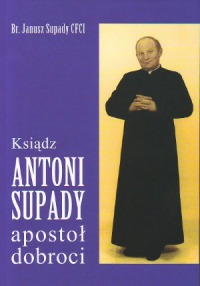 Br. Janusz Supady CFCI
Ksiądz
ANTONI
SUPADY
apostoł
dobroci